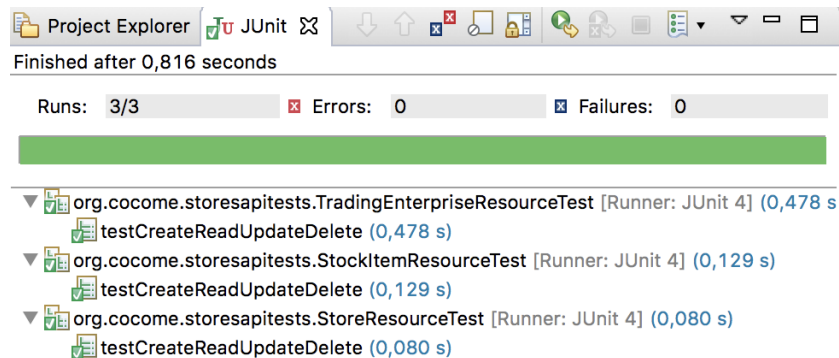 Project Explorer JUnit
Finished after 0,816 seconds
Runs: 3/3 Errors: 0 Failures: 0
org.cocome.storesapitests.TradingEnterpriseResourceTest [Runner: JUnit 4] (0,478 s
testCreateReadUpdateDelete (0,478 s)
org.cocome.storesapitests.StockItemResourceTest [Runner: JUnit 4] (0,129 s)
testCreateReadUpdateDelete (0,129 s)
org.cocome.storesapitests.StoreResourceTest [Runner: JUnit 4] (0,080 s)
testCreateReadUpdateDelete (0,080 s)